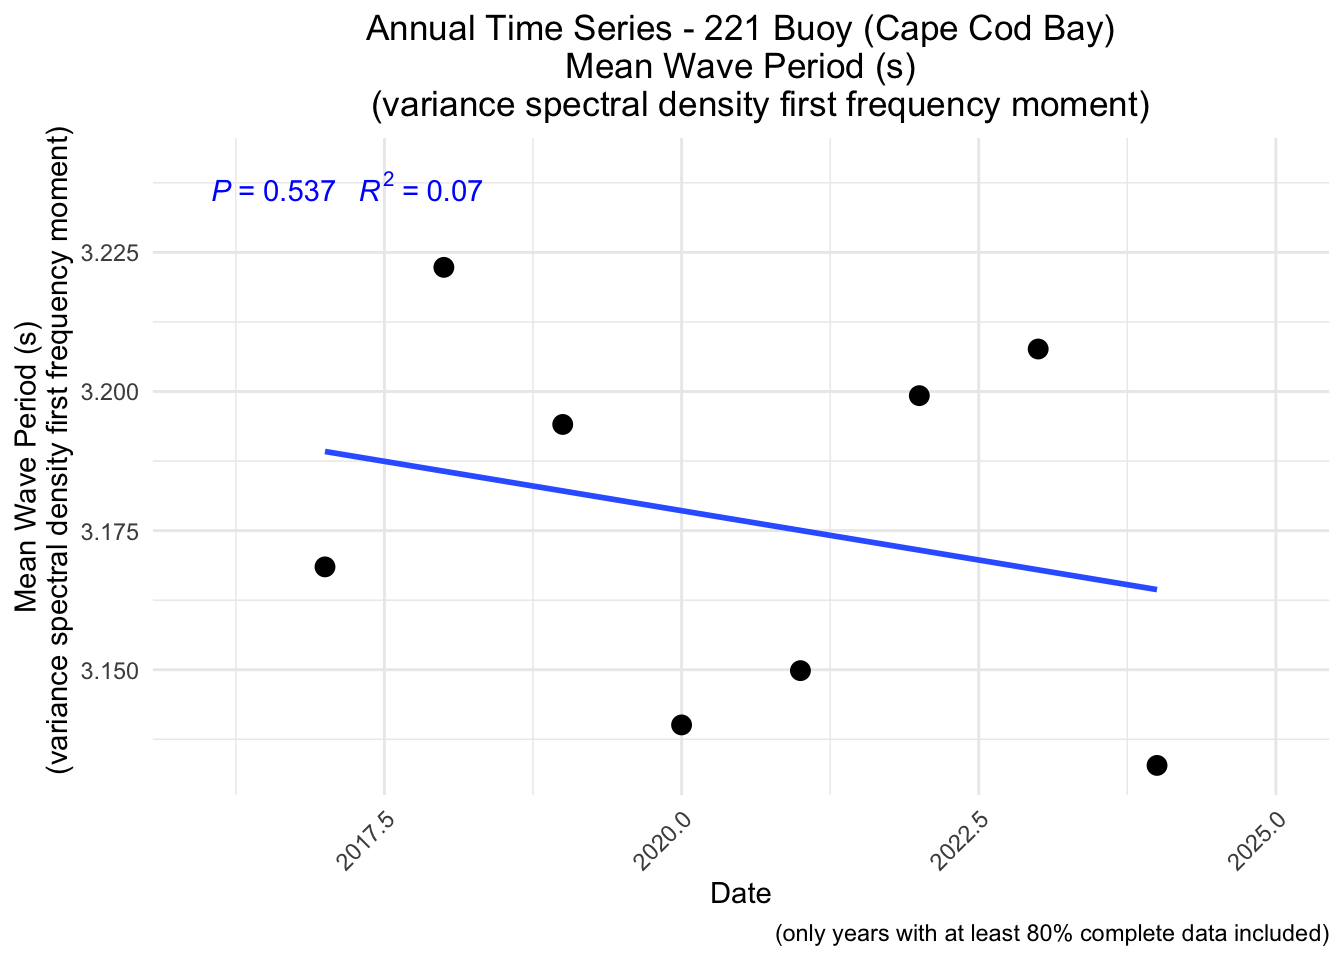 Annual Time Series - 221 Buoy (Cape Cod Bay)
Mean Wave Period (s)
(variance spectral density first frequency moment)
P = 0.537 R² = 0.07
Mean Wave Period (s)
(variance spectral density first frequency moment)
3.225
3.200
3.175
3.150
2017.5
2020.0
2022.5
2025.0
Date
(only years with at least 80% complete data included)